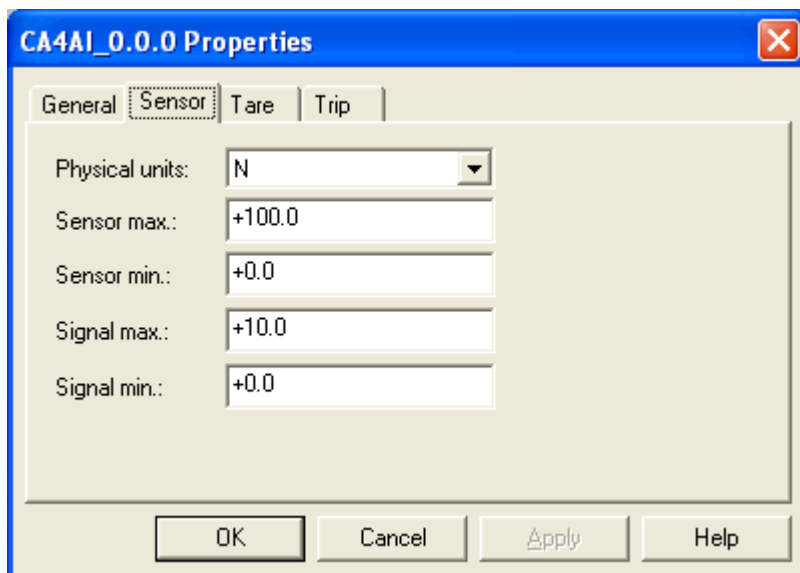 CA4AI_0.0.0 Properties
General Sensor Tare Trip
Physical units: N
Sensor max.: +100.0
Sensor min.: +0.0
Signal max.: +10.0
Signal min.: +0.0
OK Cancel Apply Help